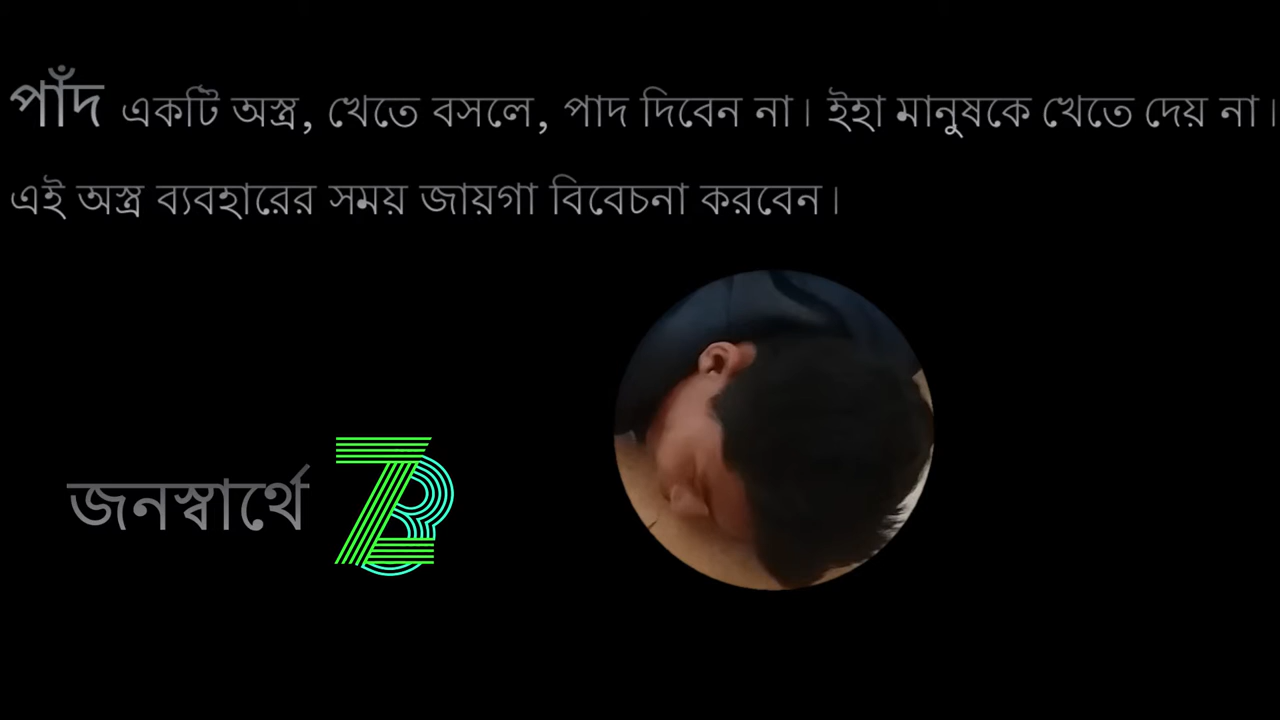 পাঁদ একটি অস্ত্র, খেতে বসলে, পাদ দিবেন না। ইহা মানুষকে খেতে দেয় না।
এই অস্ত্র ব্যবহারের সময় জায়গা বিবেচনা করবেন।
জনস্বার্থে